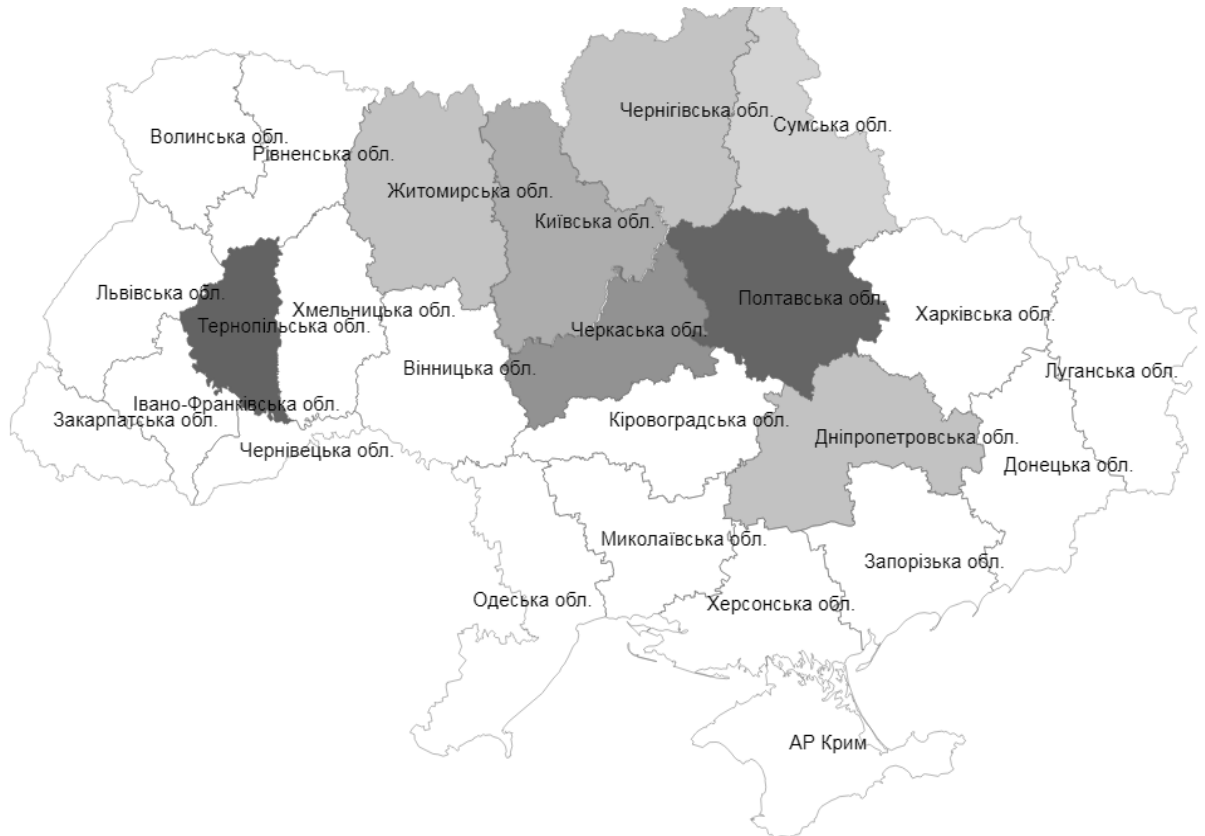 Чернігівська обл.
Сумська обл.
Волинська обл.
Рівненська обл.
Житомирська обл.
Київська обл.
Львівська обл.
Полтавська обл.
Хмельницька обл.
Харківська обл.
Тернопільська обл.
Черкаська обл.
Вінницька обл.
Луганська обл.
Івано-Франківська обл.
Закарпатська обл.
Кіровоградська обл.
Дніпропетровська обл.
Чернівецька обл.
Донецька обл.
Миколаївська обл.
Запорізька обл.
Одеська обл.
Херсонська обл.
АР Крим